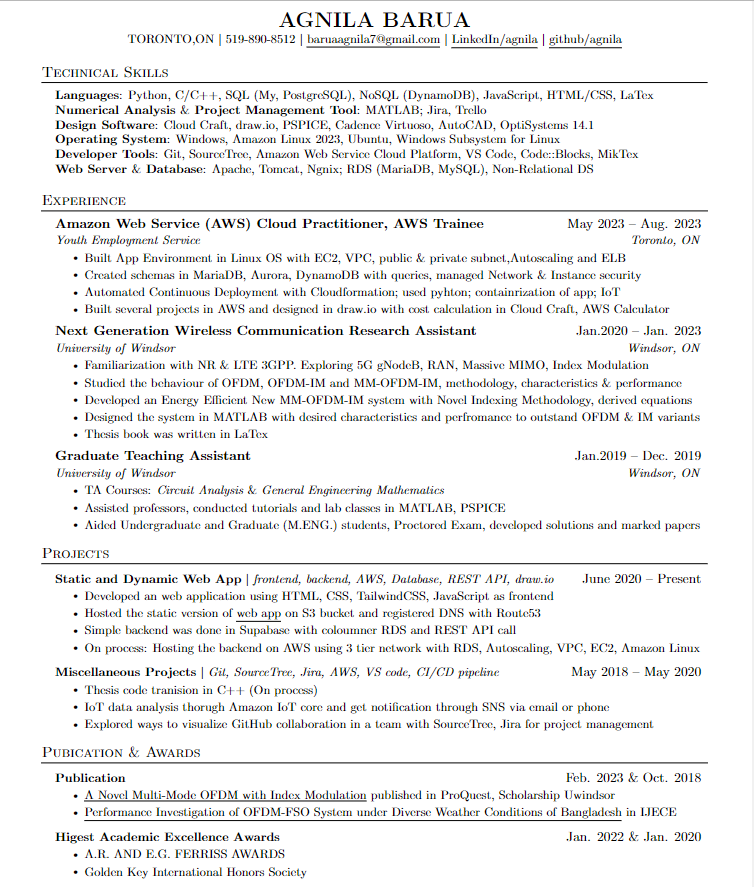 AGNILA BARUA
TORONTO,ON | 519-890-8512 | baruaagnila7@gmail.com | LinkedIn/agnila | github/agnila
Technical Skills
Languages: Python, C/C++, SQL (My, PostgreSQL), NoSQL (DynamoDB), JavaScript, HTML/CSS, LaTex
Numerical Analysis & Project Management Tool: MATLAB; Jira, Trello
Design Software: Cloud Craft, draw.io, PSPICE, Cadence Virtuoso, AutoCAD, OptiSystems 14.1
Operating System: Windows, Amazon Linux 2023, Ubuntu, Windows Subsystem for Linux
Developer Tools: Git, SourceTree, Amazon Web Service Cloud Platform, VS Code, Code::Blocks, MikTex
Web Server & Database: Apache, Tomcat, Ngnix; RDS (MariaDB, MySQL), Non-Relational DS
Experience
Amazon Web Service (AWS) Cloud Practitioner, AWS Trainee May 2023 – Aug. 2023
Youth Employment Service Toronto, ON
• Built App Environment in Linux OS with EC2, VPC, public & private subnet,Autoscaling and ELB
• Created schemas in MariaDB, Aurora, DynamoDB with queries, managed Network & Instance security
• Automated Continuous Deployment with Cloudformation; used pyhton; containrization of app; IoT
• Built several projects in AWS and designed in draw.io with cost calculation in Cloud Craft, AWS Calculator
Next Generation Wireless Communication Research Assistant Jan.2020 – Jan. 2023
University of Windsor Windsor, ON
• Familiarization with NR & LTE 3GPP. Exploring 5G gNodeB, RAN, Massive MIMO, Index Modulation
• Studied the behaviour of OFDM, OFDM-IM and MM-OFDM-IM, methodology, characteristics & performance
• Developed an Energy Efficient New MM-OFDM-IM system with Novel Indexing Methodology, derived equations
• Designed the system in MATLAB with desired characteristics and perfromance to outstand OFDM & IM variants
• Thesis book was written in LaTex
Graduate Teaching Assistant Jan.2019 – Dec. 2019
University of Windsor Windsor, ON
• TA Courses: Circuit Analysis & General Engineering Mathematics
• Assisted professors, conducted tutorials and lab classes in MATLAB, PSPICE
• Aided Undergraduate and Graduate (M.ENG.) students, Proctored Exam, developed solutions and marked papers
Projects
Static and Dynamic Web App | frontend, backend, AWS, Database, REST API, draw.io June 2020 – Present
• Developed an web application using HTML, CSS, TailwindCSS, JavaScript as frontend
• Hosted the static version of web app on S3 bucket and registered DNS with Route53
• Simple backend was done in Supabase with coloumner RDS and REST API call
• On process: Hosting the backend on AWS using 3 tier network with RDS, Autoscaling, VPC, EC2, Amazon Linux
Miscellaneous Projects | Git, SourceTree, Jira, AWS, VS code, CI/CD pipeline May 2018 – May 2020
• Thesis code tranision in C++ (On process)
• IoT data analysis thorugh Amazon IoT core and get notification through SNS via email or phone
• Explored ways to visualize GitHub collaboration in a team with SourceTree, Jira for project management
Pubication & Awards
Publication Feb. 2023 & Oct. 2018
• A Novel Multi-Mode OFDM with Index Modulation published in ProQuest, Scholarship Uwindsor
• Performance Investigation of OFDM-FSO System under Diverse Weather Conditions of Bangladesh in IJECE
Higest Academic Excellence Awards Jan. 2022 & Jan. 2020
• A.R. AND E.G. FERRISS AWARDS
• Golden Key International Honors Society